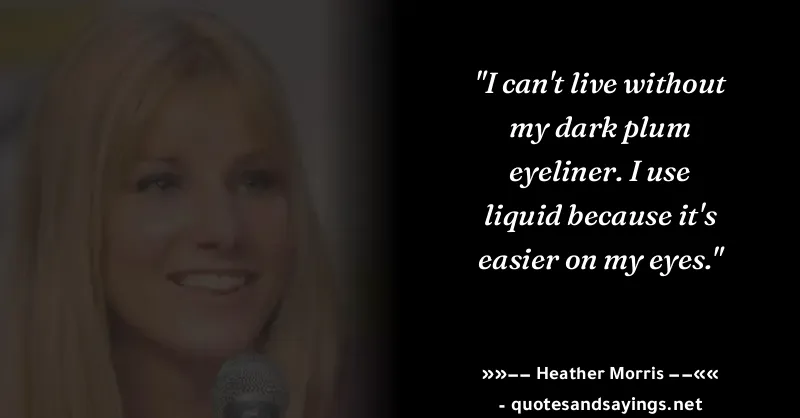 "I can't live without
my dark plum
eyeliner. I use
liquid because it's
easier on my eyes."
»»–– Heather Morris ––««
- quotesandsayings.net